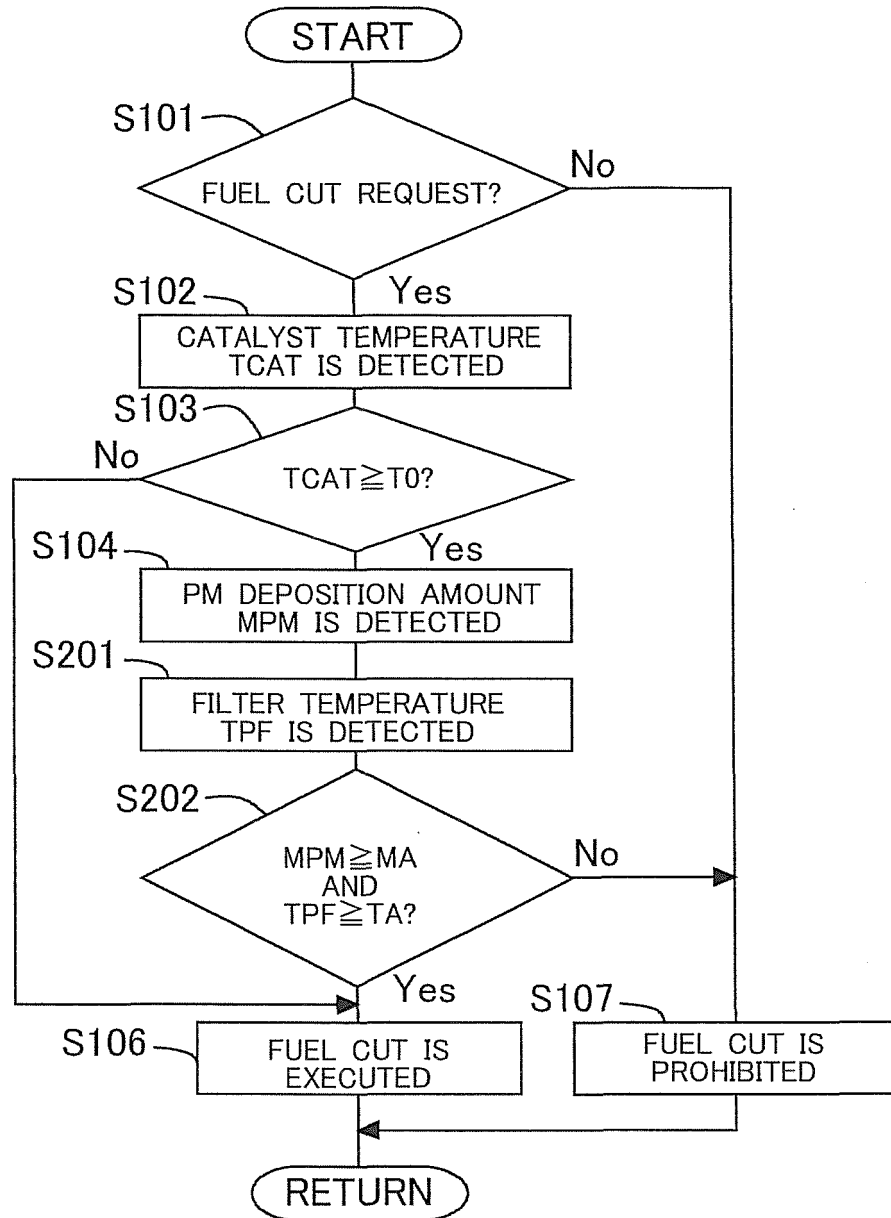 START
S101
FUEL CUT REQUEST?
No
Yes
S102
CATALYST TEMPERATURE
TCAT IS DETECTED
S103
No
TCAT≧T0?
Yes
S104
PM DEPOSITION AMOUNT
MPM IS DETECTED
S201
FILTER TEMPERATURE
TPF IS DETECTED
S202
MPM≧MA
AND
TPF≧TA?
No
Yes
S106
FUEL CUT IS
EXECUTED
S107
FUEL CUT IS
PROHIBITED
RETURN